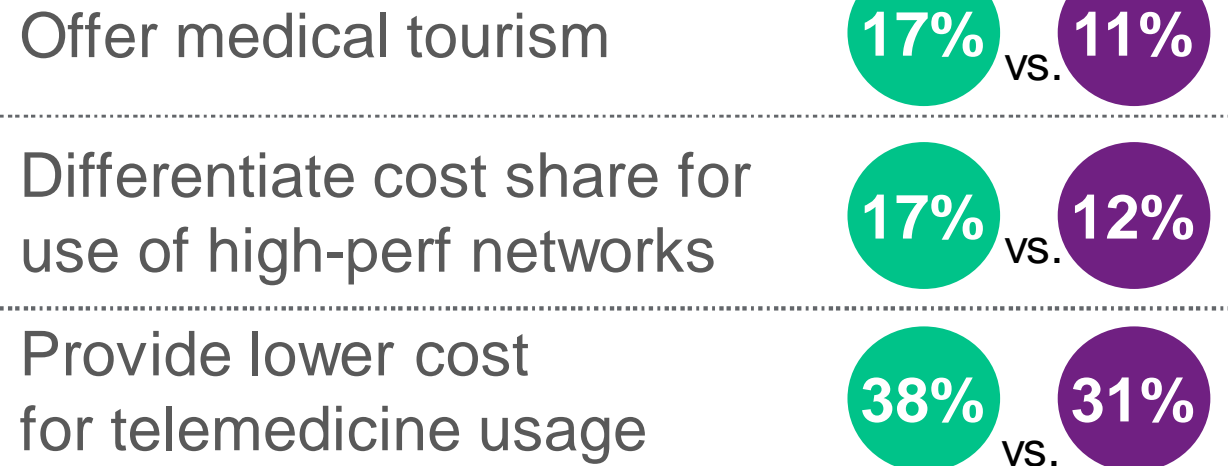 Offer medical tourism 17% vs. 11%
Differentiate cost share for
use of high-perf networks 17% vs. 12%
Provide lower cost
for telemedicine usage 38% vs. 31%